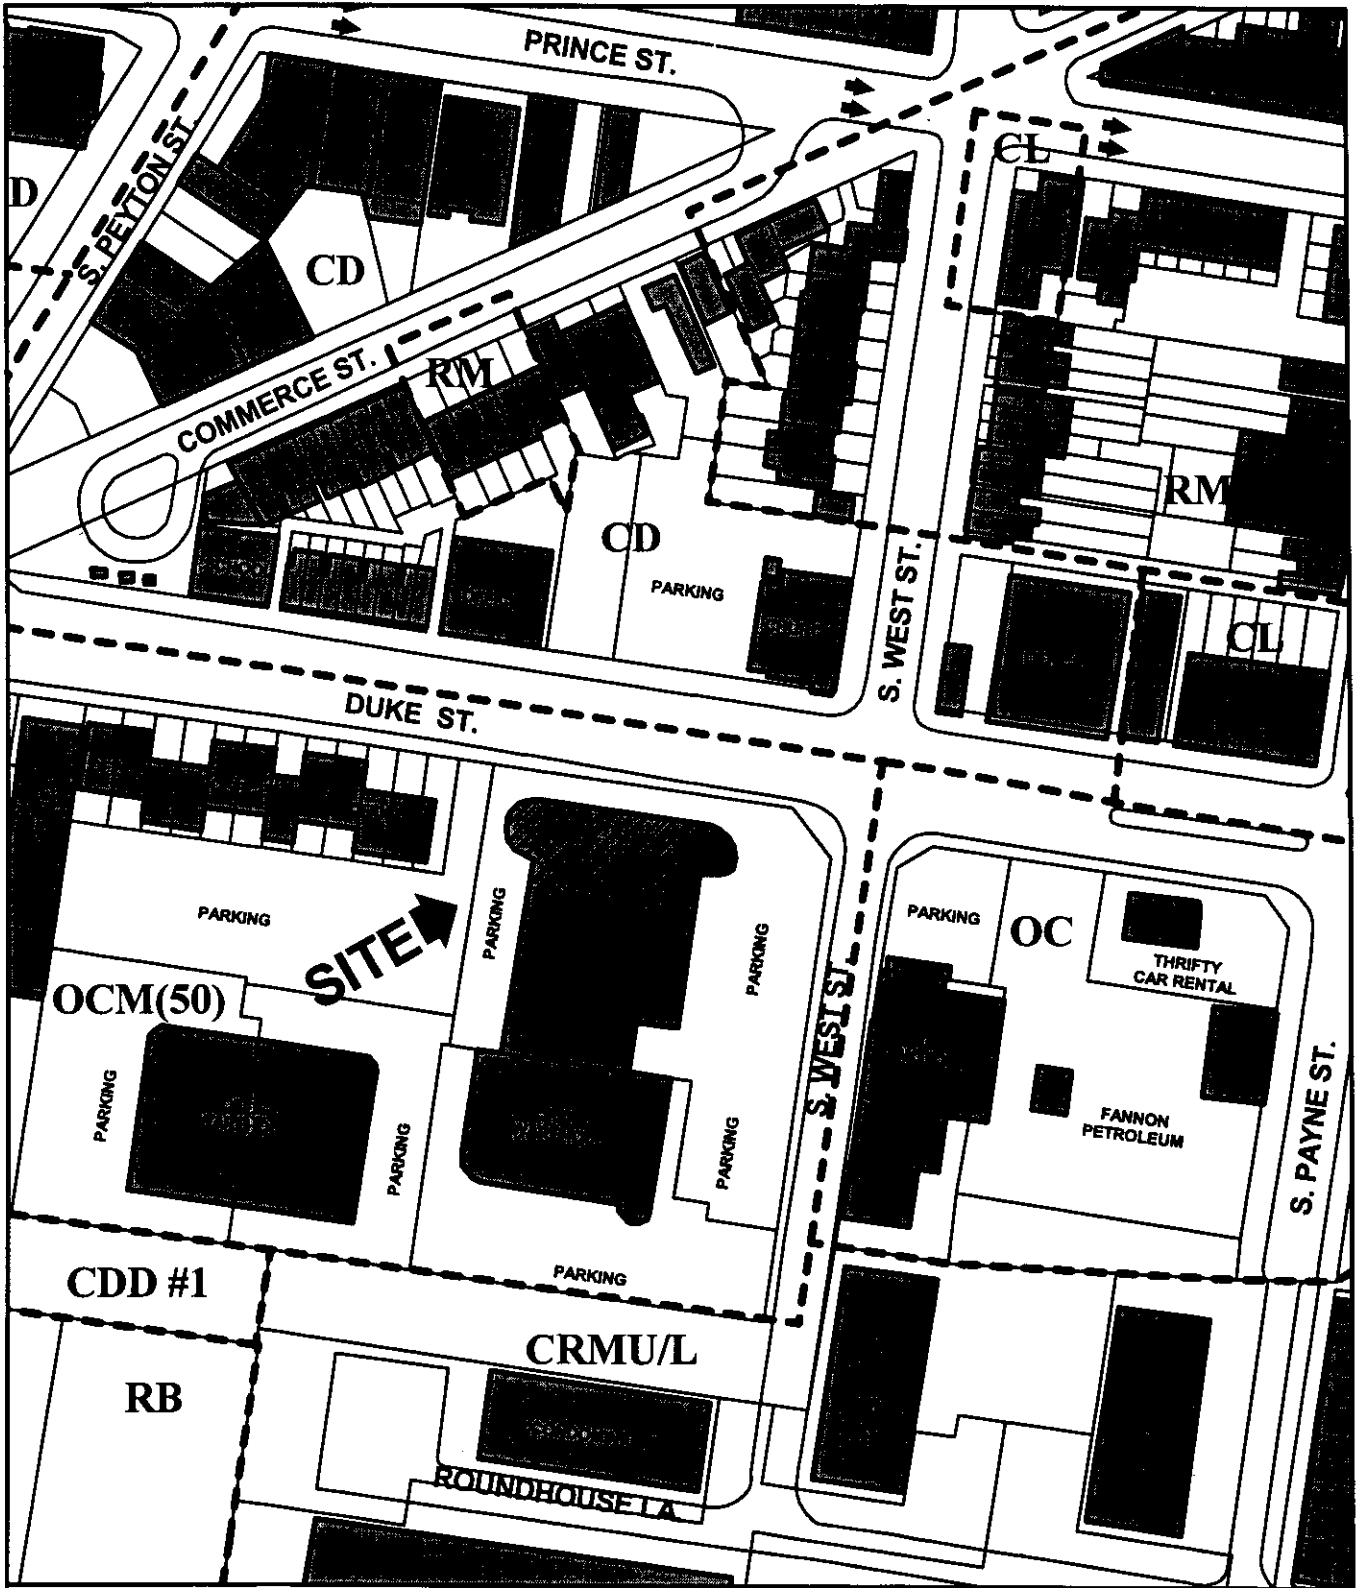 PRINCE ST.
CL
S. PEYTON ST.
D
CD
COMMERCE ST.
RM
RM
CD
PARKING
S. WEST ST.
CL
DUKE ST.
PARKING
SITE
PARKING
PARKING
PARKING
OC
THRIFTY
CAR RENTAL
OCM(50)
S. WEST ST.
PARKING
PARKING
PARKING
FANNON
PETROLEUM
S. PAYNE ST.
PARKING
CDD #1
CRMU/L
RB
ROUNDHOUSE LA